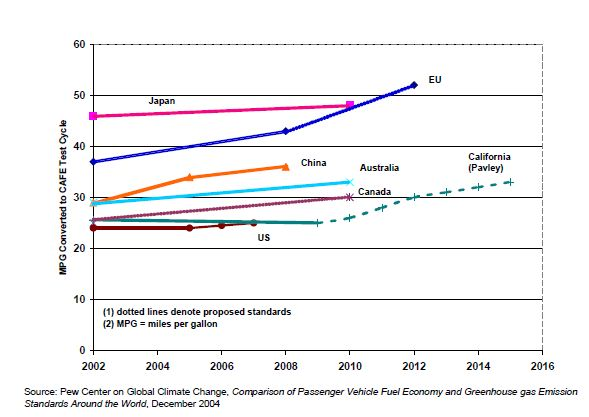 60
50
40
30
20
10
0
MPG Converted to CAFE Test Cycle
EU
Japan
China
Australia
California
(Pavley)
Canada
US
(1) dotted lines denote proposed standards
(2) MPG = miles per gallon
2002 2004 2006 2008 2010 2012 2014 2016
Source: Pew Center on Global Climate Change, Comparison of Passenger Vehicle Fuel Economy and Greenhouse gas Emission
Standards Around the World, December 2004